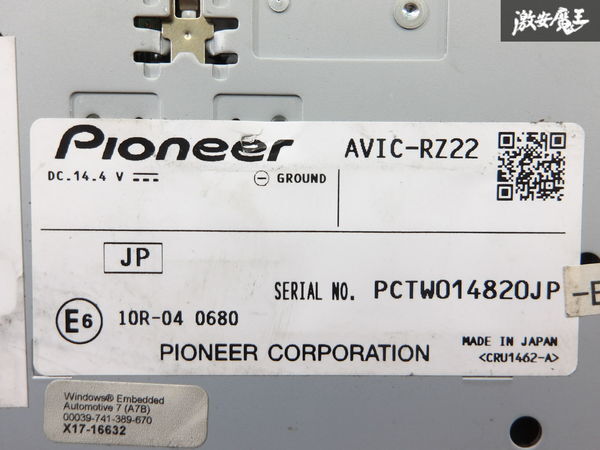 激安魔王
Pioneer
AVIC-RZ22
DC.14.4 V
GROUND
JP
SERIAL NO. PCTW014820JP
E6
10R-04 0680
MADE IN JAPAN
PIONEER CORPORATION
<CRU1462-A>
Windows® Embedded
Automotive 7 (A7B)
00039-741-389-670
X17-16632